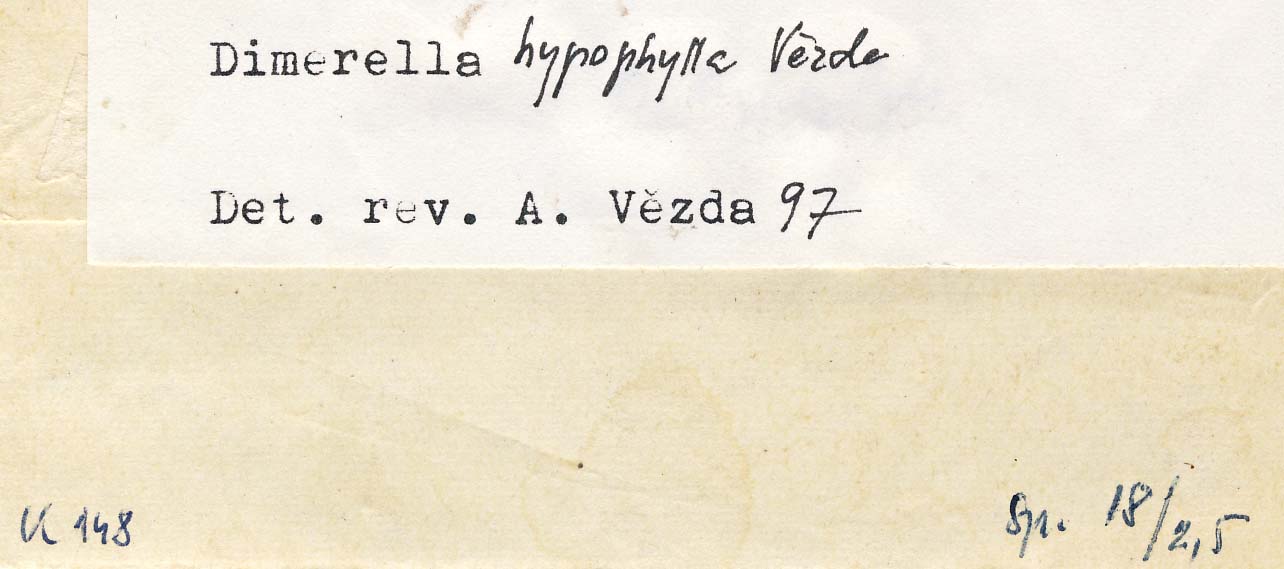 Dimerella hypophylla Vězda
Det. rev. A. Vězda 97
K 148
Sp. 18/2,5